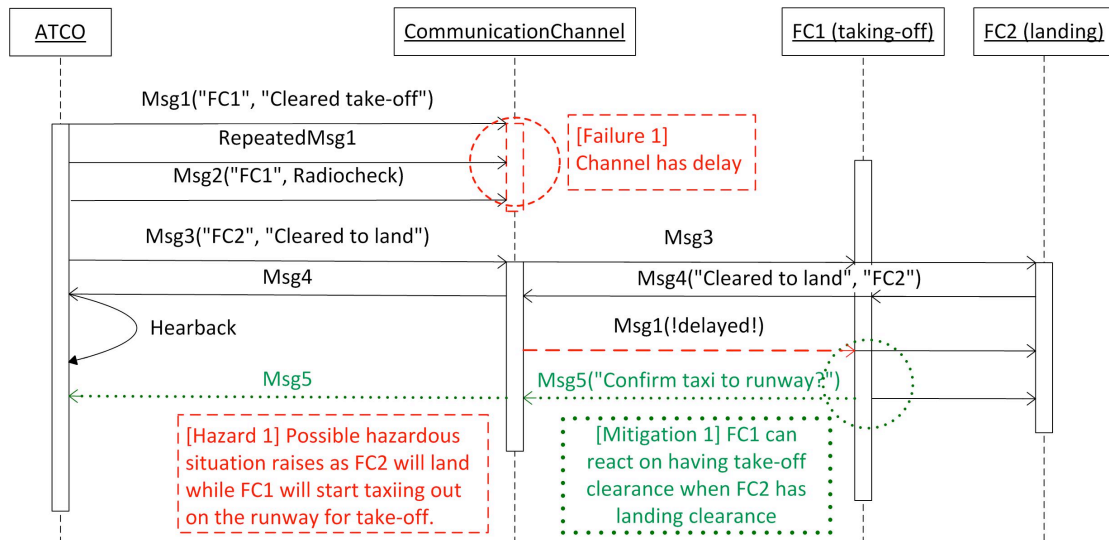 ATCO
CommunicationChannel
FC1 (taking-off)
FC2 (landing)
Msg1("FC1", "Cleared take-off")
RepeatedMsg1
Msg2("FC1", Radiocheck)
[Failure 1]
Channel has delay
Msg3("FC2", "Cleared to land")
Msg3
Msg4
Msg4("Cleared to land", "FC2")
Hearback
Msg1(!delayed!)
Msg5
Msg5("Confirm taxi to runway?")
[Hazard 1] Possible hazardous
situation raises as FC2 will land
while FC1 will start taxiing out
on the runway for take-off.
[Mitigation 1] FC1 can
react on having take-off
clearance when FC2 has
landing clearance